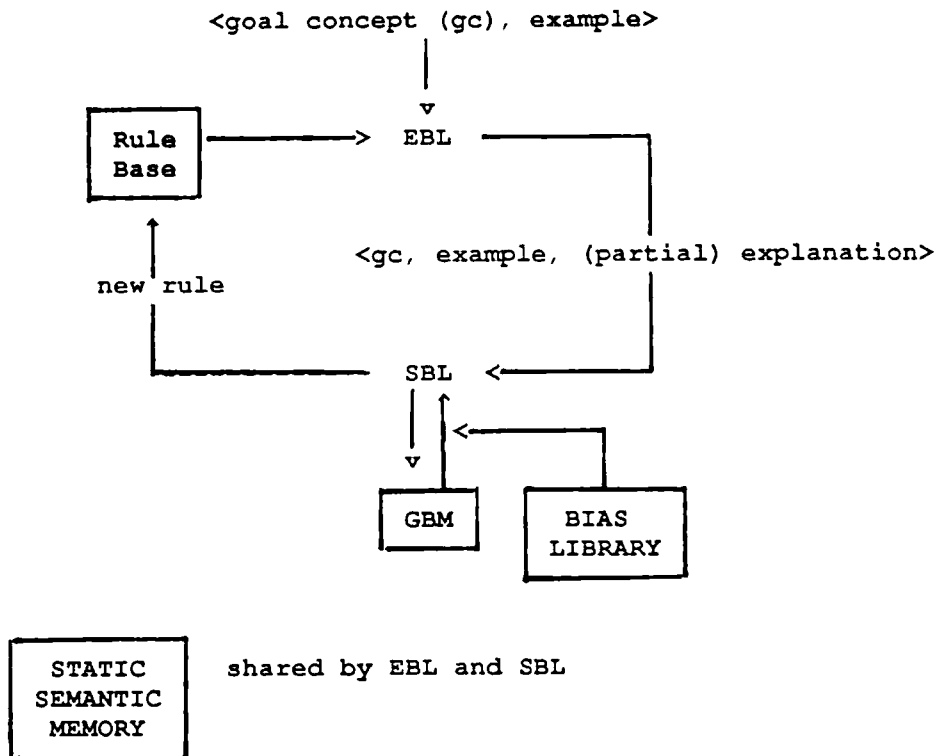 <goal concept (gc), example>
Rule
Base
EBL
<gc, example, (partial) explanation>
new rule
SBL
GBM
BIAS
LIBRARY
STATIC
SEMANTIC
MEMORY
shared by EBL and SBL